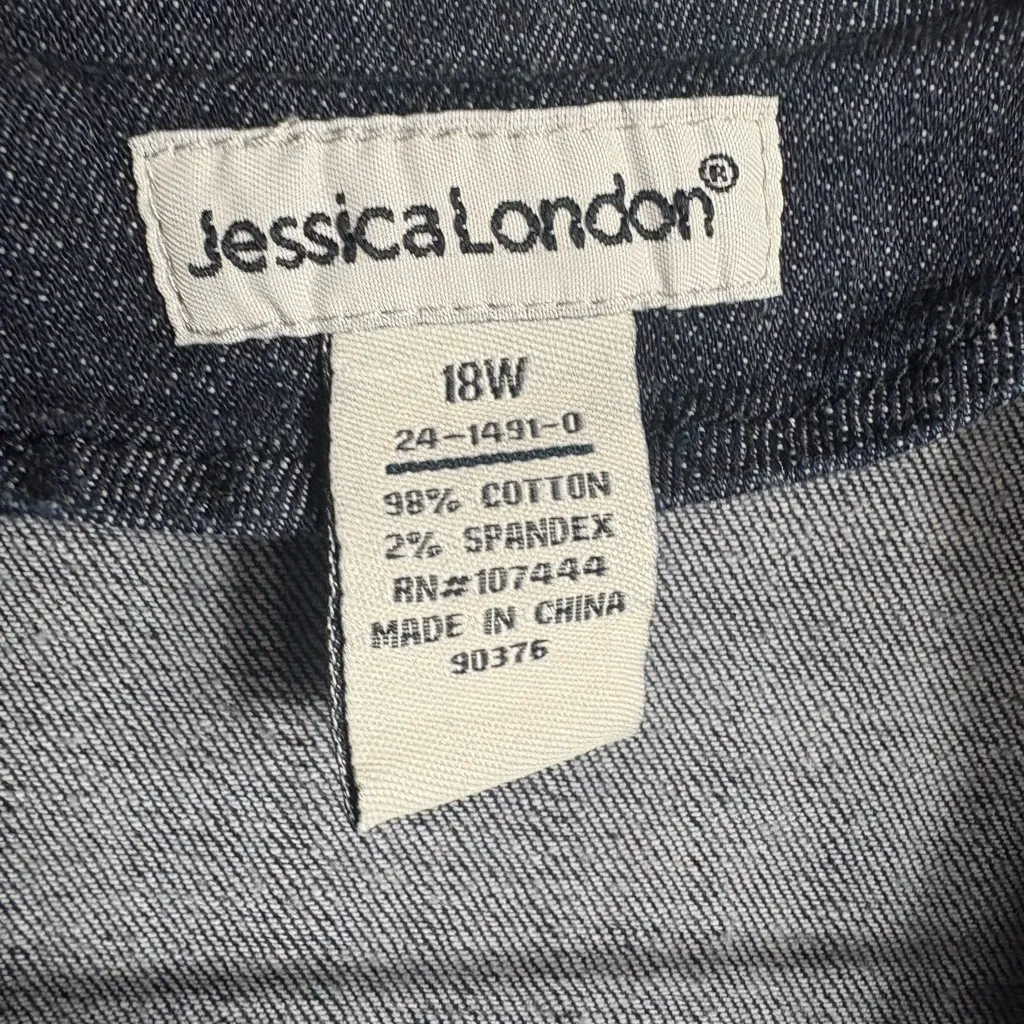 JessicaLondon®
18W
24-1491-0
98% COTTON
2% SPANDEX
RN#107444
MADE IN CHINA
90376